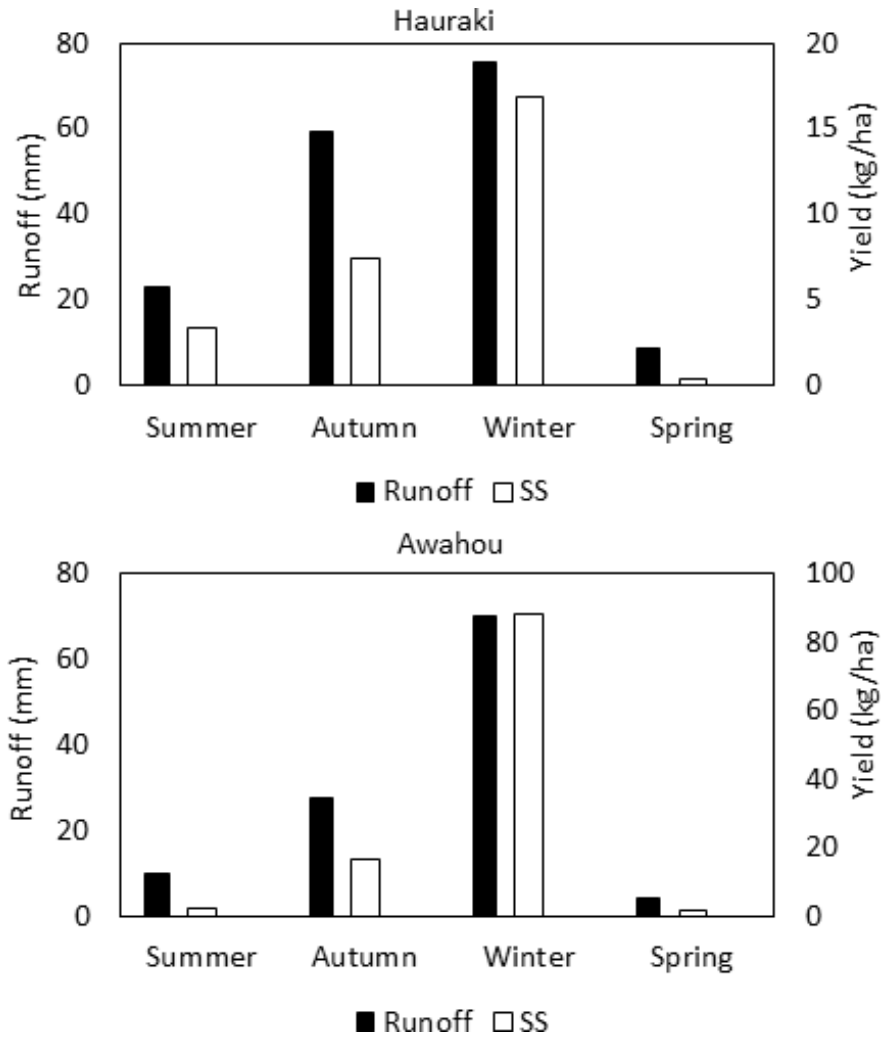 Hauraki
80 20
60 15
40 10
20 5
0 0
Runoff (mm)
Yield (kg/ha)
Summer Autumn Winter Spring
Runoff SS
Awahou
80 100
60 80
40 60
20 40
0 20
0
Runoff (mm)
Yield (kg/ha)
Summer Autumn Winter Spring
Runoff SS